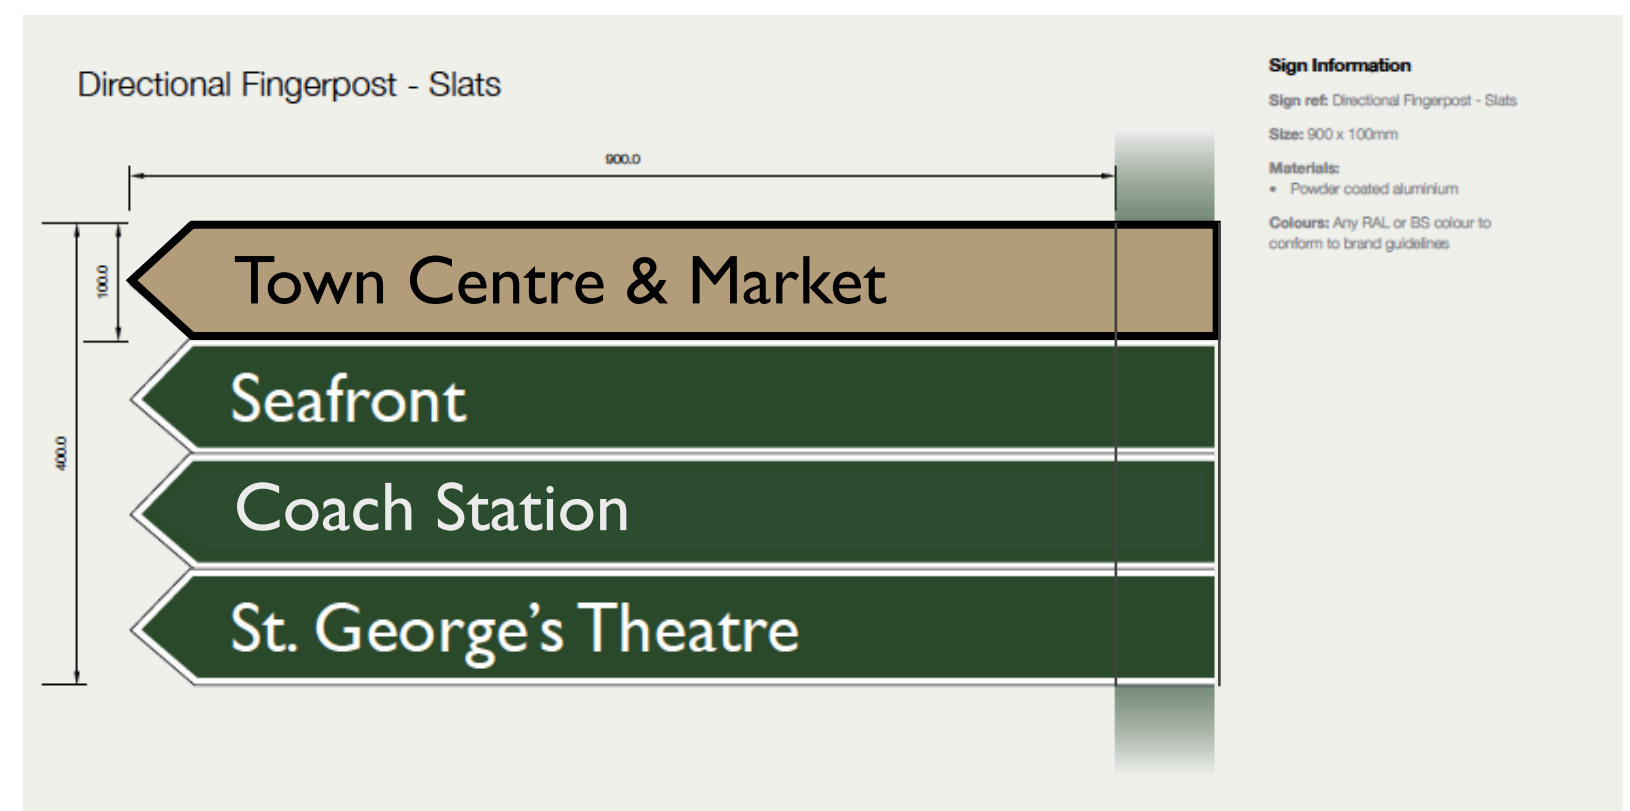 Directional Fingerpost - Slats
900.0
100.0
400.0
Town Centre & Market
Seafront
Coach Station
St. George’s Theatre
Sign Information
Sign ref: Directional Fingerpost - Slats
Size: 900 x 100mm
Materials:
• Powder coated aluminium
Colours: Any RAL or BS colour to
conform to brand guidelines